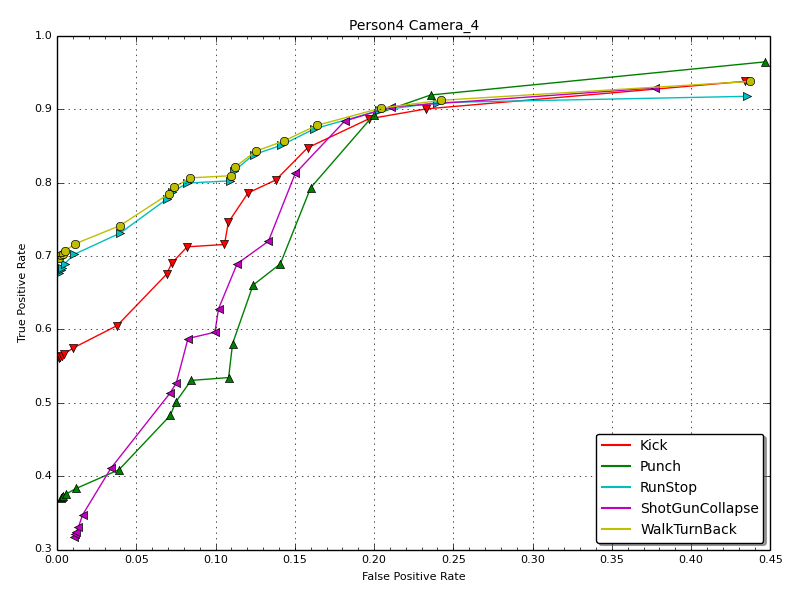 Person4 Camera_4
1.0
0.9
0.8
0.7
0.6
0.5
0.4
0.3
True Positive Rate
Kick
Punch
RunStop
ShotGunCollapse
WalkTurnBack
0.00 0.05 0.10 0.15 0.20 0.25 0.30 0.35 0.40 0.45
False Positive Rate